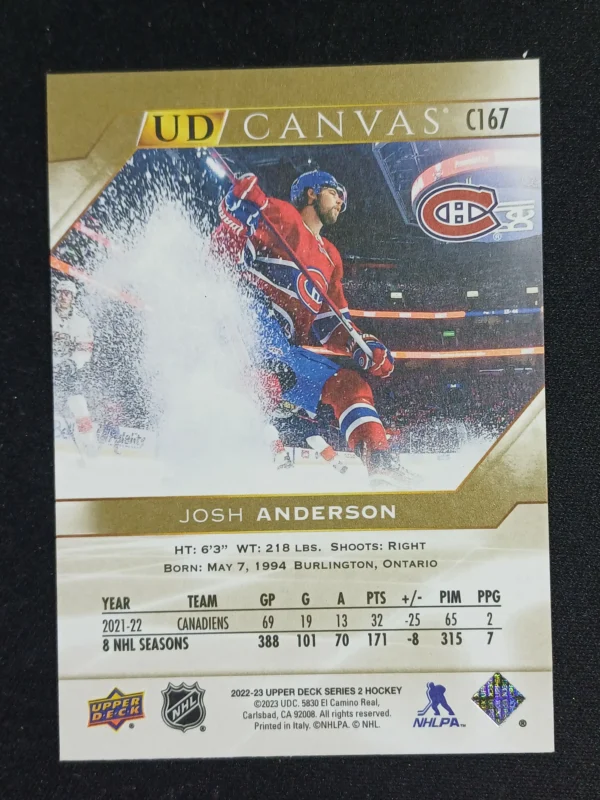 UD CANVAS® C167
bell
JOSH ANDERSON
HT: 6'3" WT: 218 LBS. SHOOTS: RIGHT
BORN: MAY 7, 1994 BURLINGTON, ONTARIO
YEAR TEAM GP G A PTS +/- PIM PPG
2021-22 CANADIENS 69 19 13 32 -25 65 2
8 NHL SEASONS 388 101 70 171 -8 315 7
UPPER DECK ®
NHL ®
2022-23 UPPER DECK SERIES 2 HOCKEY
©2023 UDC. 5830 El Camino Real,
Carlsbad, CA 92008. All rights reserved.
Printed in Italy. ©NHLPA. © NHL.
NHLPA™
®